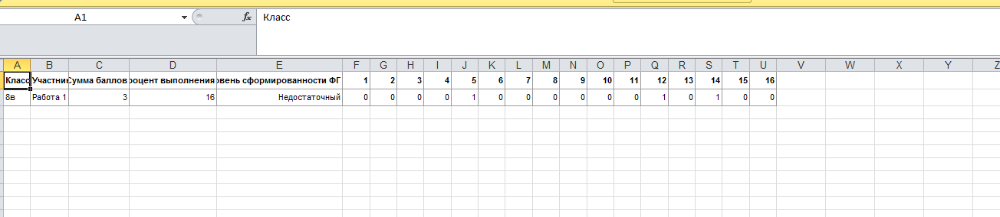 A1 fx Класс
A B C D E F G H I J K L M N O P Q R S T U V W X Y Z
Класс Участни Сумма баллов роцент выполнения овень сформированности ФГ 1 2 3 4 5 6 7 8 9 10 11 12 13 14 15 16
8в Работа 1 3 16 Недостаточный 0 0 0 0 1 0 0 0 0 0 0 1 0 1 0 0